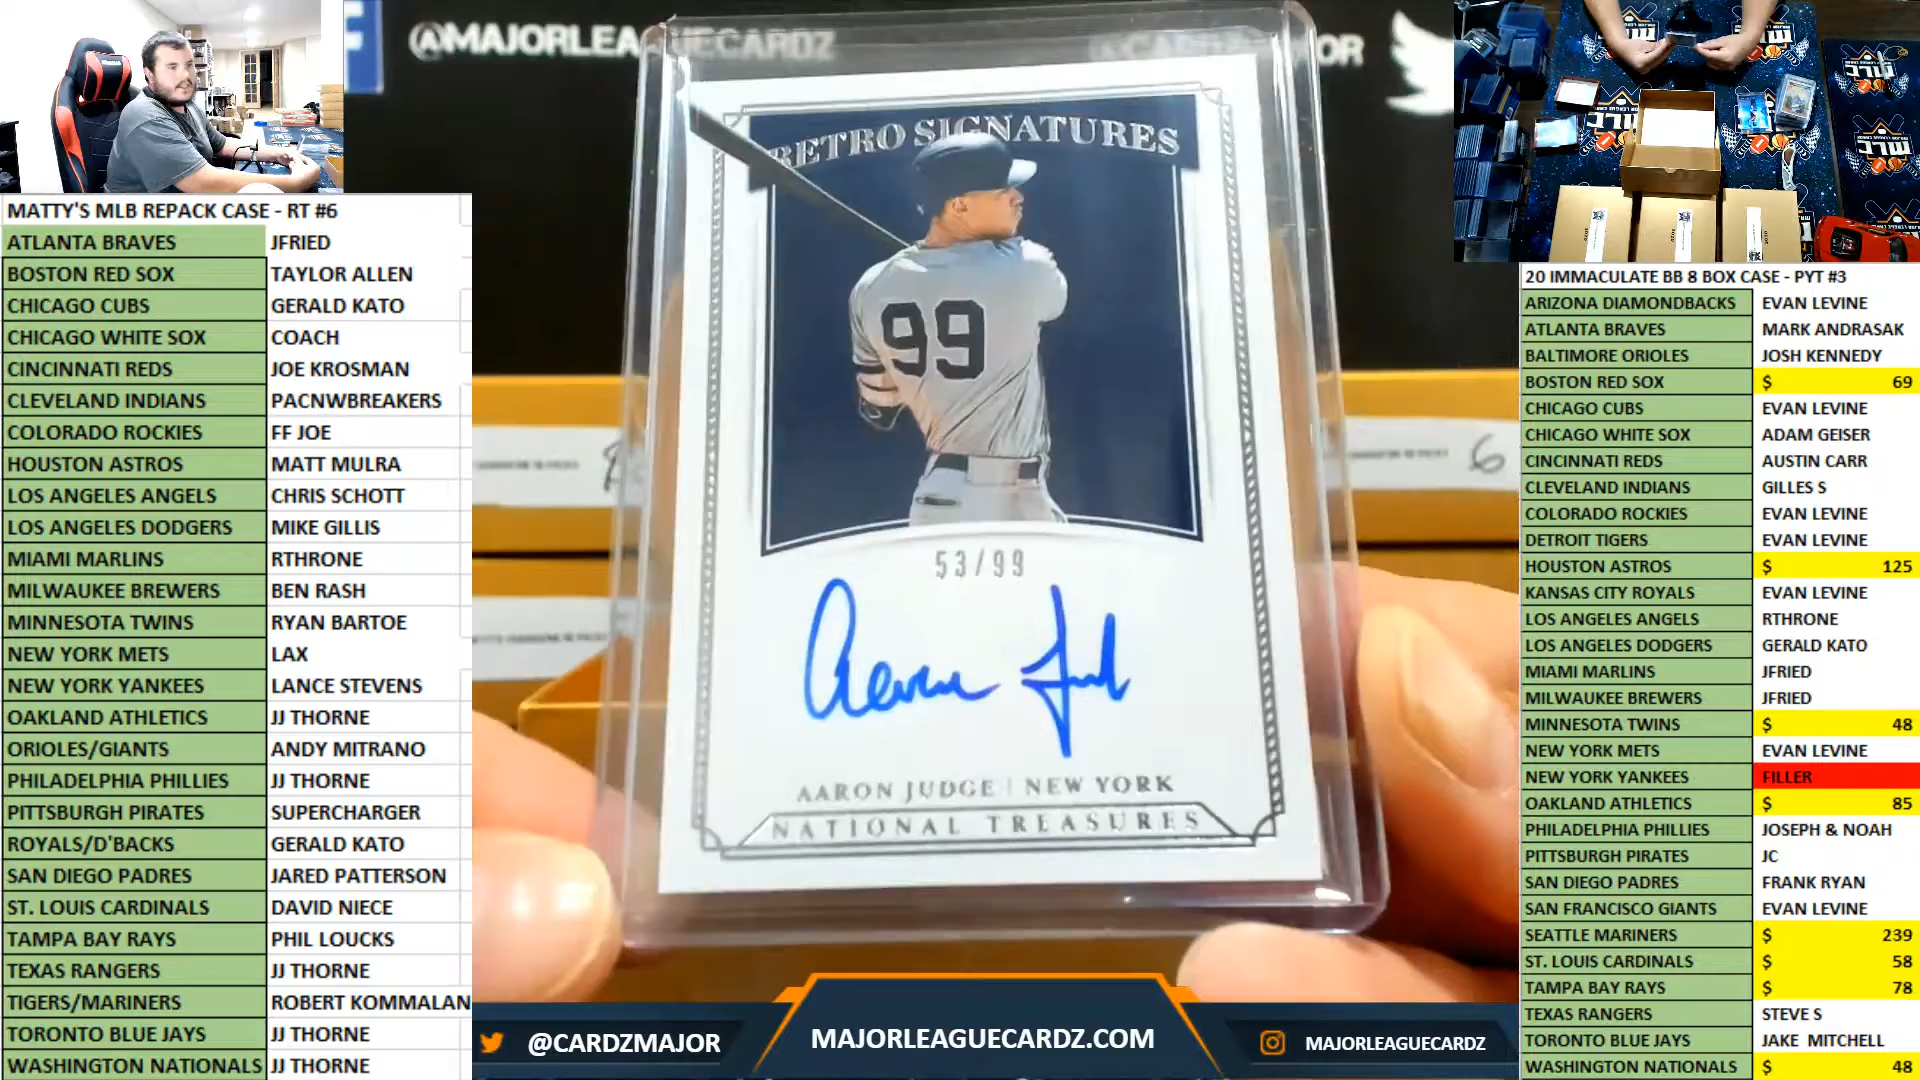 @MAJORLEAGUECARDZ
MATTY'S MLB REPACK CASE - RT #6
ATLANTA BRAVES JFRIED
BOSTON RED SOX TAYLOR ALLEN
CHICAGO CUBS GERALD KATO
CHICAGO WHITE SOX COACH
CINCINNATI REDS JOE KROSMAN
CLEVELAND INDIANS PACNWBREAKERS
COLORADO ROCKIES FF JOE
HOUSTON ASTROS MATT MULRA
LOS ANGELES ANGELS CHRIS SCHOTT
LOS ANGELES DODGERS MIKE GILLIS
MIAMI MARLINS RTHRONE
MILWAUKEE BREWERS BEN RASH
MINNESOTA TWINS RYAN BARTOE
NEW YORK METS LAX
NEW YORK YANKEES LANCE STEVENS
OAKLAND ATHLETICS JJ THORNE
ORIOLES/GIANTS ANDY MITRANO
PHILADELPHIA PHILLIES JJ THORNE
PITTSBURGH PIRATES SUPERCHARGER
ROYALS/D'BACKS GERALD KATO
SAN DIEGO PADRES JARED PATTERSON
ST. LOUIS CARDINALS DAVID NIECE
TAMPA BAY RAYS PHIL LOUCKS
TEXAS RANGERS JJ THORNE
TIGERS/MARINERS ROBERT KOMMALAN
TORONTO BLUE JAYS JJ THORNE
WASHINGTON NATIONALS JJ THORNE
RETRO SIGNATURES
99
53/99
Aaron Judge
AARON JUDGE | NEW YORK
NATIONAL TREASURES
6
@CARDZMAJOR
MAJORLEAGUECARDZ.COM
MAJORLEAGUECARDZ
20 IMMACULATE BB 8 BOX CASE - PYT #3
ARIZONA DIAMONDBACKS EVAN LEVINE
ATLANTA BRAVES MARK ANDRASAK
BALTIMORE ORIOLES JOSH KENNEDY
BOSTON RED SOX $ 69
CHICAGO CUBS EVAN LEVINE
CHICAGO WHITE SOX ADAM GEISER
CINCINNATI REDS AUSTIN CARR
CLEVELAND INDIANS GILLES S
COLORADO ROCKIES EVAN LEVINE
DETROIT TIGERS EVAN LEVINE
HOUSTON ASTROS $ 125
KANSAS CITY ROYALS EVAN LEVINE
LOS ANGELES ANGELS RTHRONE
LOS ANGELES DODGERS GERALD KATO
MIAMI MARLINS JFRIED
MILWAUKEE BREWERS JFRIED
MINNESOTA TWINS $ 48
NEW YORK METS EVAN LEVINE
NEW YORK YANKEES FILLER
OAKLAND ATHLETICS $ 85
PHILADELPHIA PHILLIES JOSEPH & NOAH
PITTSBURGH PIRATES JC
SAN DIEGO PADRES FRANK RYAN
SAN FRANCISCO GIANTS EVAN LEVINE
SEATTLE MARINERS $ 239
ST. LOUIS CARDINALS $ 58
TAMPA BAY RAYS $ 78
TEXAS RANGERS STEVE S
TORONTO BLUE JAYS JAKE MITCHELL
WASHINGTON NATIONALS $ 48